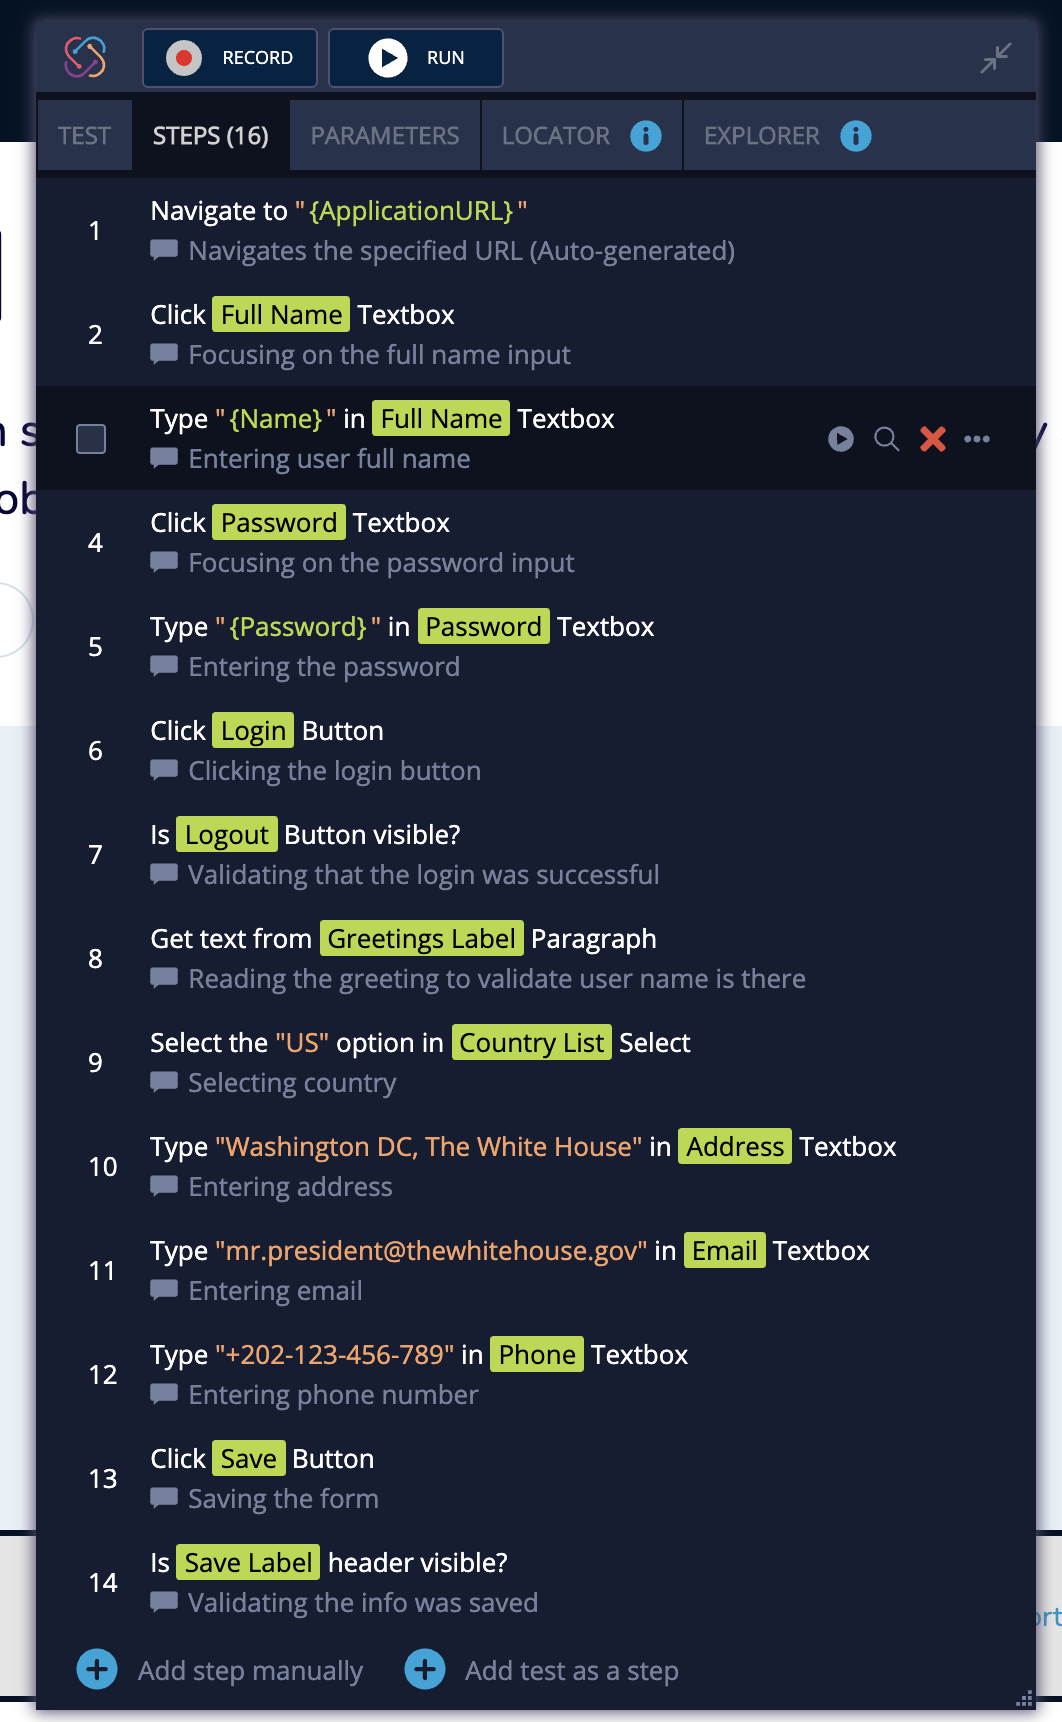 RECORD
RUN
TEST
STEPS (16)
PARAMETERS
LOCATOR
EXPLORER
1
Navigate to "{ApplicationURL}"
Navigates the specified URL (Auto-generated)
2
Click Full Name Textbox
Focusing on the full name input
Type "{Name}" in Full Name Textbox
Entering user full name
4
Click Password Textbox
Focusing on the password input
5
Type "{Password}" in Password Textbox
Entering the password
6
Click Login Button
Clicking the login button
7
Is Logout Button visible?
Validating that the login was successful
8
Get text from Greetings Label Paragraph
Reading the greeting to validate user name is there
9
Select the "US" option in Country List Select
Selecting country
10
Type "Washington DC, The White House" in Address Textbox
Entering address
11
Type "mr.president@thewhitehouse.gov" in Email Textbox
Entering email
12
Type "+202-123-456-789" in Phone Textbox
Entering phone number
13
Click Save Button
Saving the form
14
Is Save Label header visible?
Validating the info was saved
Add step manually
Add test as a step